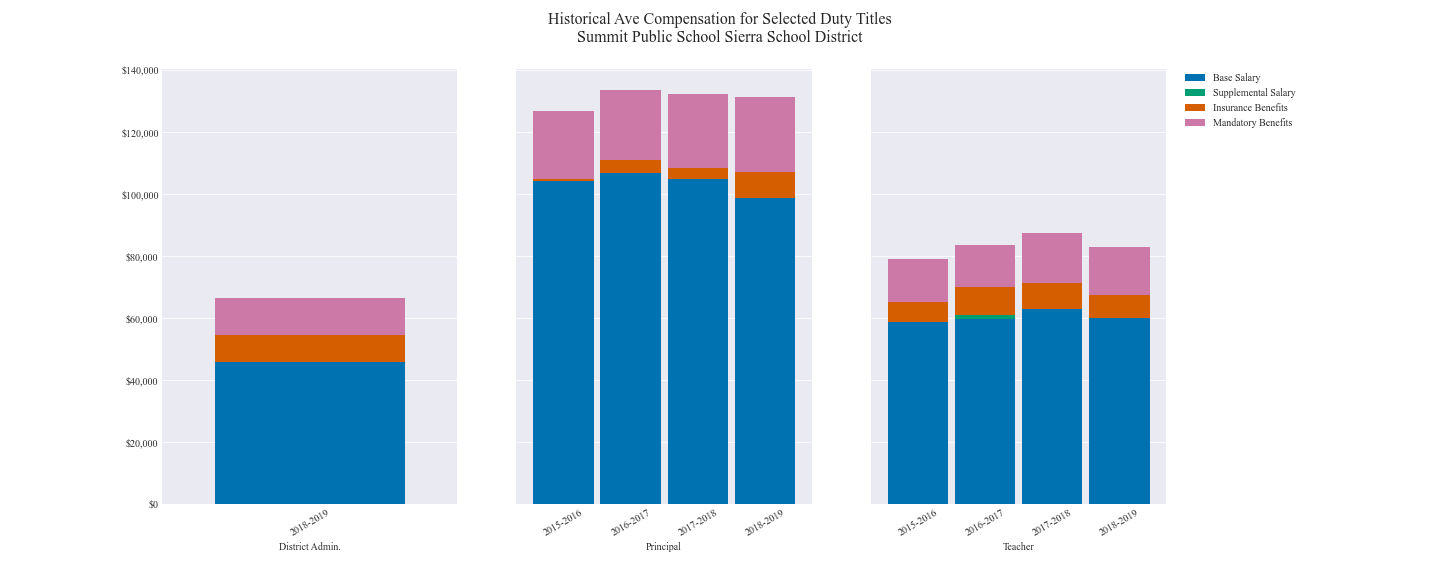 Historical Ave Compensation for Selected Duty Titles
Summit Public School Sierra School District
$140,000
$120,000
$100,000
$80,000
$60,000
$40,000
$20,000
$0
2018-2019
District Admin.
2015-2016
2016-2017
2017-2018
2018-2019
Principal
2015-2016
2016-2017
2017-2018
2018-2019
Teacher
Base Salary
Supplemental Salary
Insurance Benefits
Mandatory Benefits